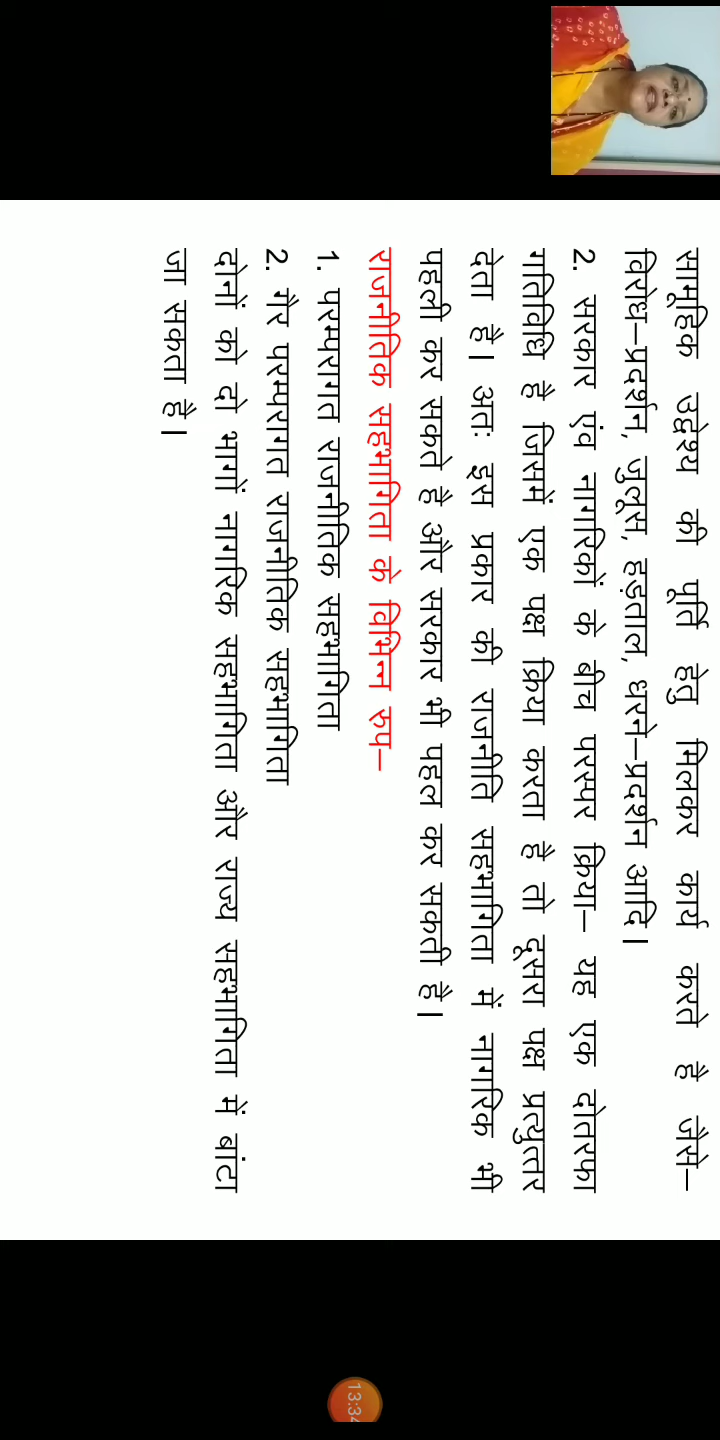 सामूहिक उद्देश्य की पूर्ति हेतु मिलकर कार्य करते है जैसे–
विरोध–प्रदर्शन, जुलूस, हड़ताल, धरने–प्रदर्शन आदि।
2. सरकार एंव नागरिकों के बीच परस्पर क्रिया– यह एक दोतरफा
गतिविधि है जिसमें एक पक्ष क्रिया करता है तो दूसरा पक्ष प्रत्युत्तर
देता है। अतः इस प्रकार की राजनीति सहभागिता में नागरिक भी
पहली कर सकते है और सरकार भी पहल कर सकती है।
राजनीतिक सहभागिता के विभिन्न रुप–
1. परम्परागत राजनीतिक सहभागिता
2. गैर परम्परागत राजनीतिक सहभागिता
दोनों को दो भागों नागरिक सहभागिता और राज्य सहभागिता में बांटा
जा सकता है।
13:34